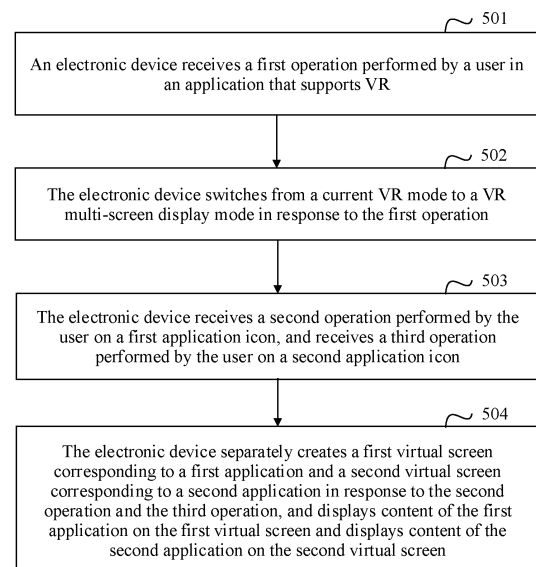 501
An electronic device receives a first operation performed by a user in
an application that supports VR
502
The electronic device switches from a current VR mode to a VR
multi-screen display mode in response to the first operation
503
The electronic device receives a second operation performed by the
user on a first application icon, and receives a third operation
performed by the user on a second application icon
504
The electronic device separately creates a first virtual screen
corresponding to a first application and a second virtual screen
corresponding to a second application in response to the second
operation and the third operation, and displays content of the first
application on the first virtual screen and displays content of the
second application on the second virtual screen